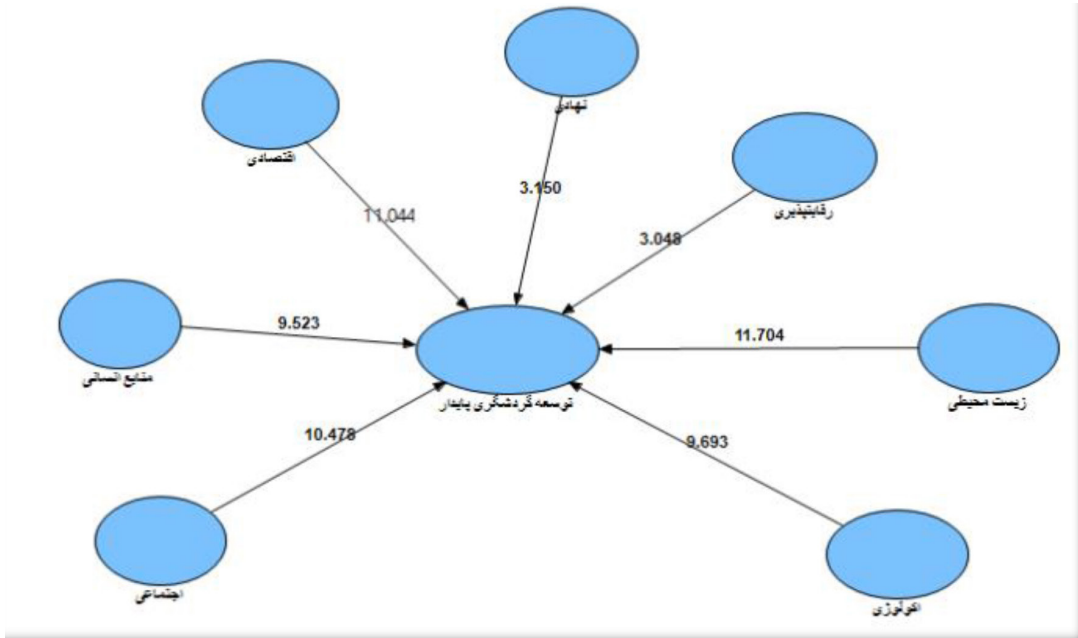 نهادی
اقتصادی
رقابتپذیری
3.150
11.044
3.048
9.523
11.704
منابع انسانی
توسعه گردشگری پایدار
زیست محیطی
10.478
9.693
اجتماعی
اکولوژی